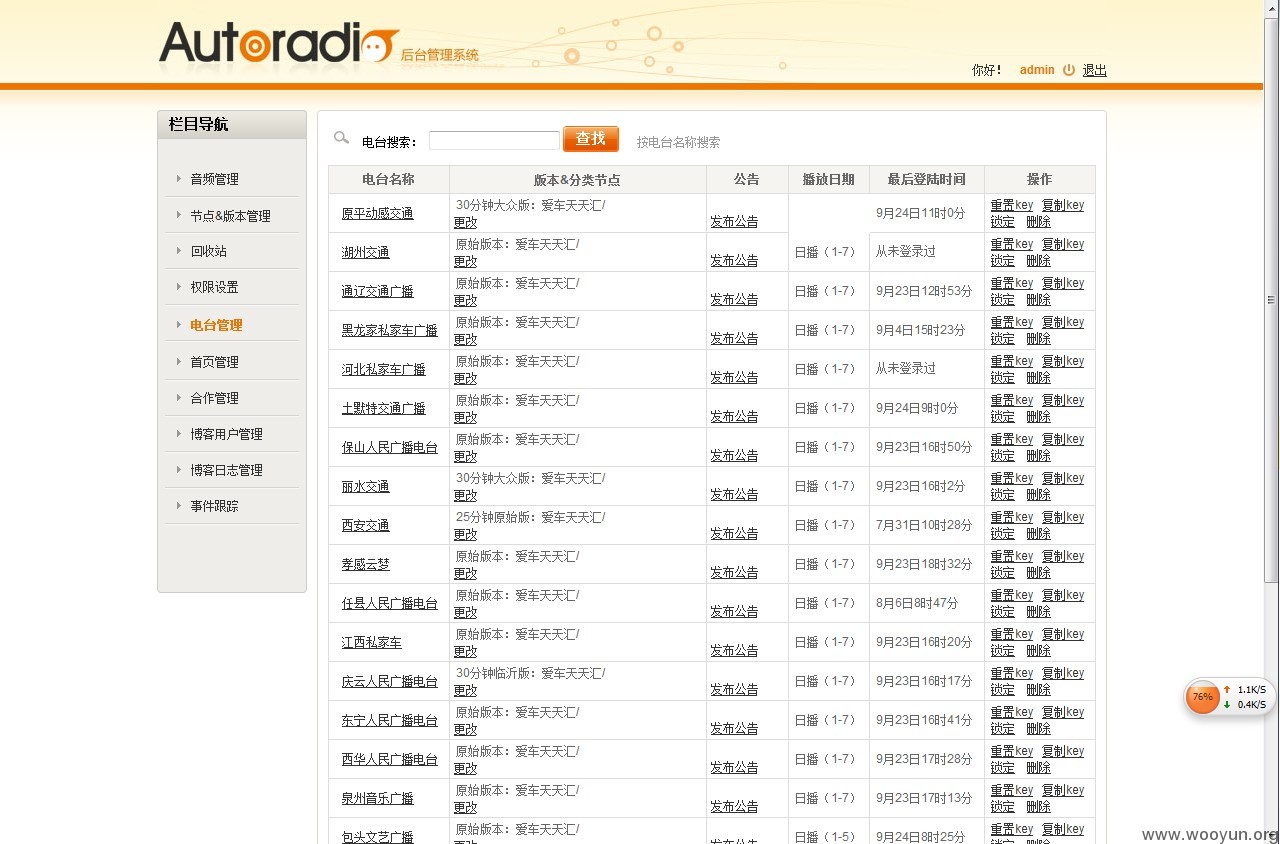 Autoradio 后台管理系统
你好！ admin 退出
栏目导航
音频管理
节点&版本管理
回收站
权限设置
电台管理
首页管理
合作管理
博客用户管理
博客日志管理
事件跟踪
电台搜索： 查找 按电台名称搜索
电台名称 版本&分类节点 公告 播放日期 最后登陆时间 操作
原平动感交通 30分钟大众版：爱车天天汇/ 9月24日11时0分 重置key 复制key
更改 发布公告 锁定 删除
湖州交通 原始版本：爱车天天汇/ 日播（1-7） 从未登录过 重置key 复制key
更改 发布公告 锁定 删除
通辽交通广播 原始版本：爱车天天汇/ 日播（1-7） 9月23日12时53分 重置key 复制key
更改 发布公告 锁定 删除
黑龙家私家车广播 原始版本：爱车天天汇/ 日播（1-7） 9月4日15时23分 重置key 复制key
更改 发布公告 锁定 删除
河北私家车广播 原始版本：爱车天天汇/ 日播（1-7） 从未登录过 重置key 复制key
更改 发布公告 锁定 删除
土默特交通广播 原始版本：爱车天天汇/ 日播（1-7） 9月24日9时0分 重置key 复制key
更改 发布公告 锁定 删除
保山人民广播电台 原始版本：爱车天天汇/ 日播（1-7） 9月23日16时50分 重置key 复制key
更改 发布公告 锁定 删除
丽水交通 30分钟大众版：爱车天天汇/ 日播（1-7） 9月23日16时2分 重置key 复制key
更改 发布公告 锁定 删除
西安交通 25分钟原始版：爱车天天汇/ 日播（1-7） 7月31日10时28分 重置key 复制key
更改 发布公告 锁定 删除
孝感云梦 原始版本：爱车天天汇/ 日播（1-7） 9月23日18时32分 重置key 复制key
更改 发布公告 锁定 删除
任县人民广播电台 原始版本：爱车天天汇/ 日播（1-7） 8月6日8时47分 重置key 复制key
更改 发布公告 锁定 删除
江西私家车 原始版本：爱车天天汇/ 日播（1-7） 9月23日16时20分 重置key 复制key
更改 发布公告 锁定 删除
庆云人民广播电台 30分钟临沂版：爱车天天汇/ 日播（1-7） 9月23日16时17分 重置key 复制key
更改 发布公告 锁定 删除
东宁人民广播电台 原始版本：爱车天天汇/ 日播（1-7） 9月23日16时41分 重置key 复制key
更改 发布公告 锁定 删除
西华人民广播电台 原始版本：爱车天天汇/ 日播（1-7） 9月23日17时28分 重置key 复制key
更改 发布公告 锁定 删除
泉州音乐广播 原始版本：爱车天天汇/ 日播（1-7） 9月23日17时13分 重置key 复制key
更改 发布公告 锁定 删除
包头文艺广播 原始版本：爱车天天汇/ 日播（1-5） 9月24日8时25分 重置key 复制key
76% 1.1K/S
0.4K/S
www.wooyun.org